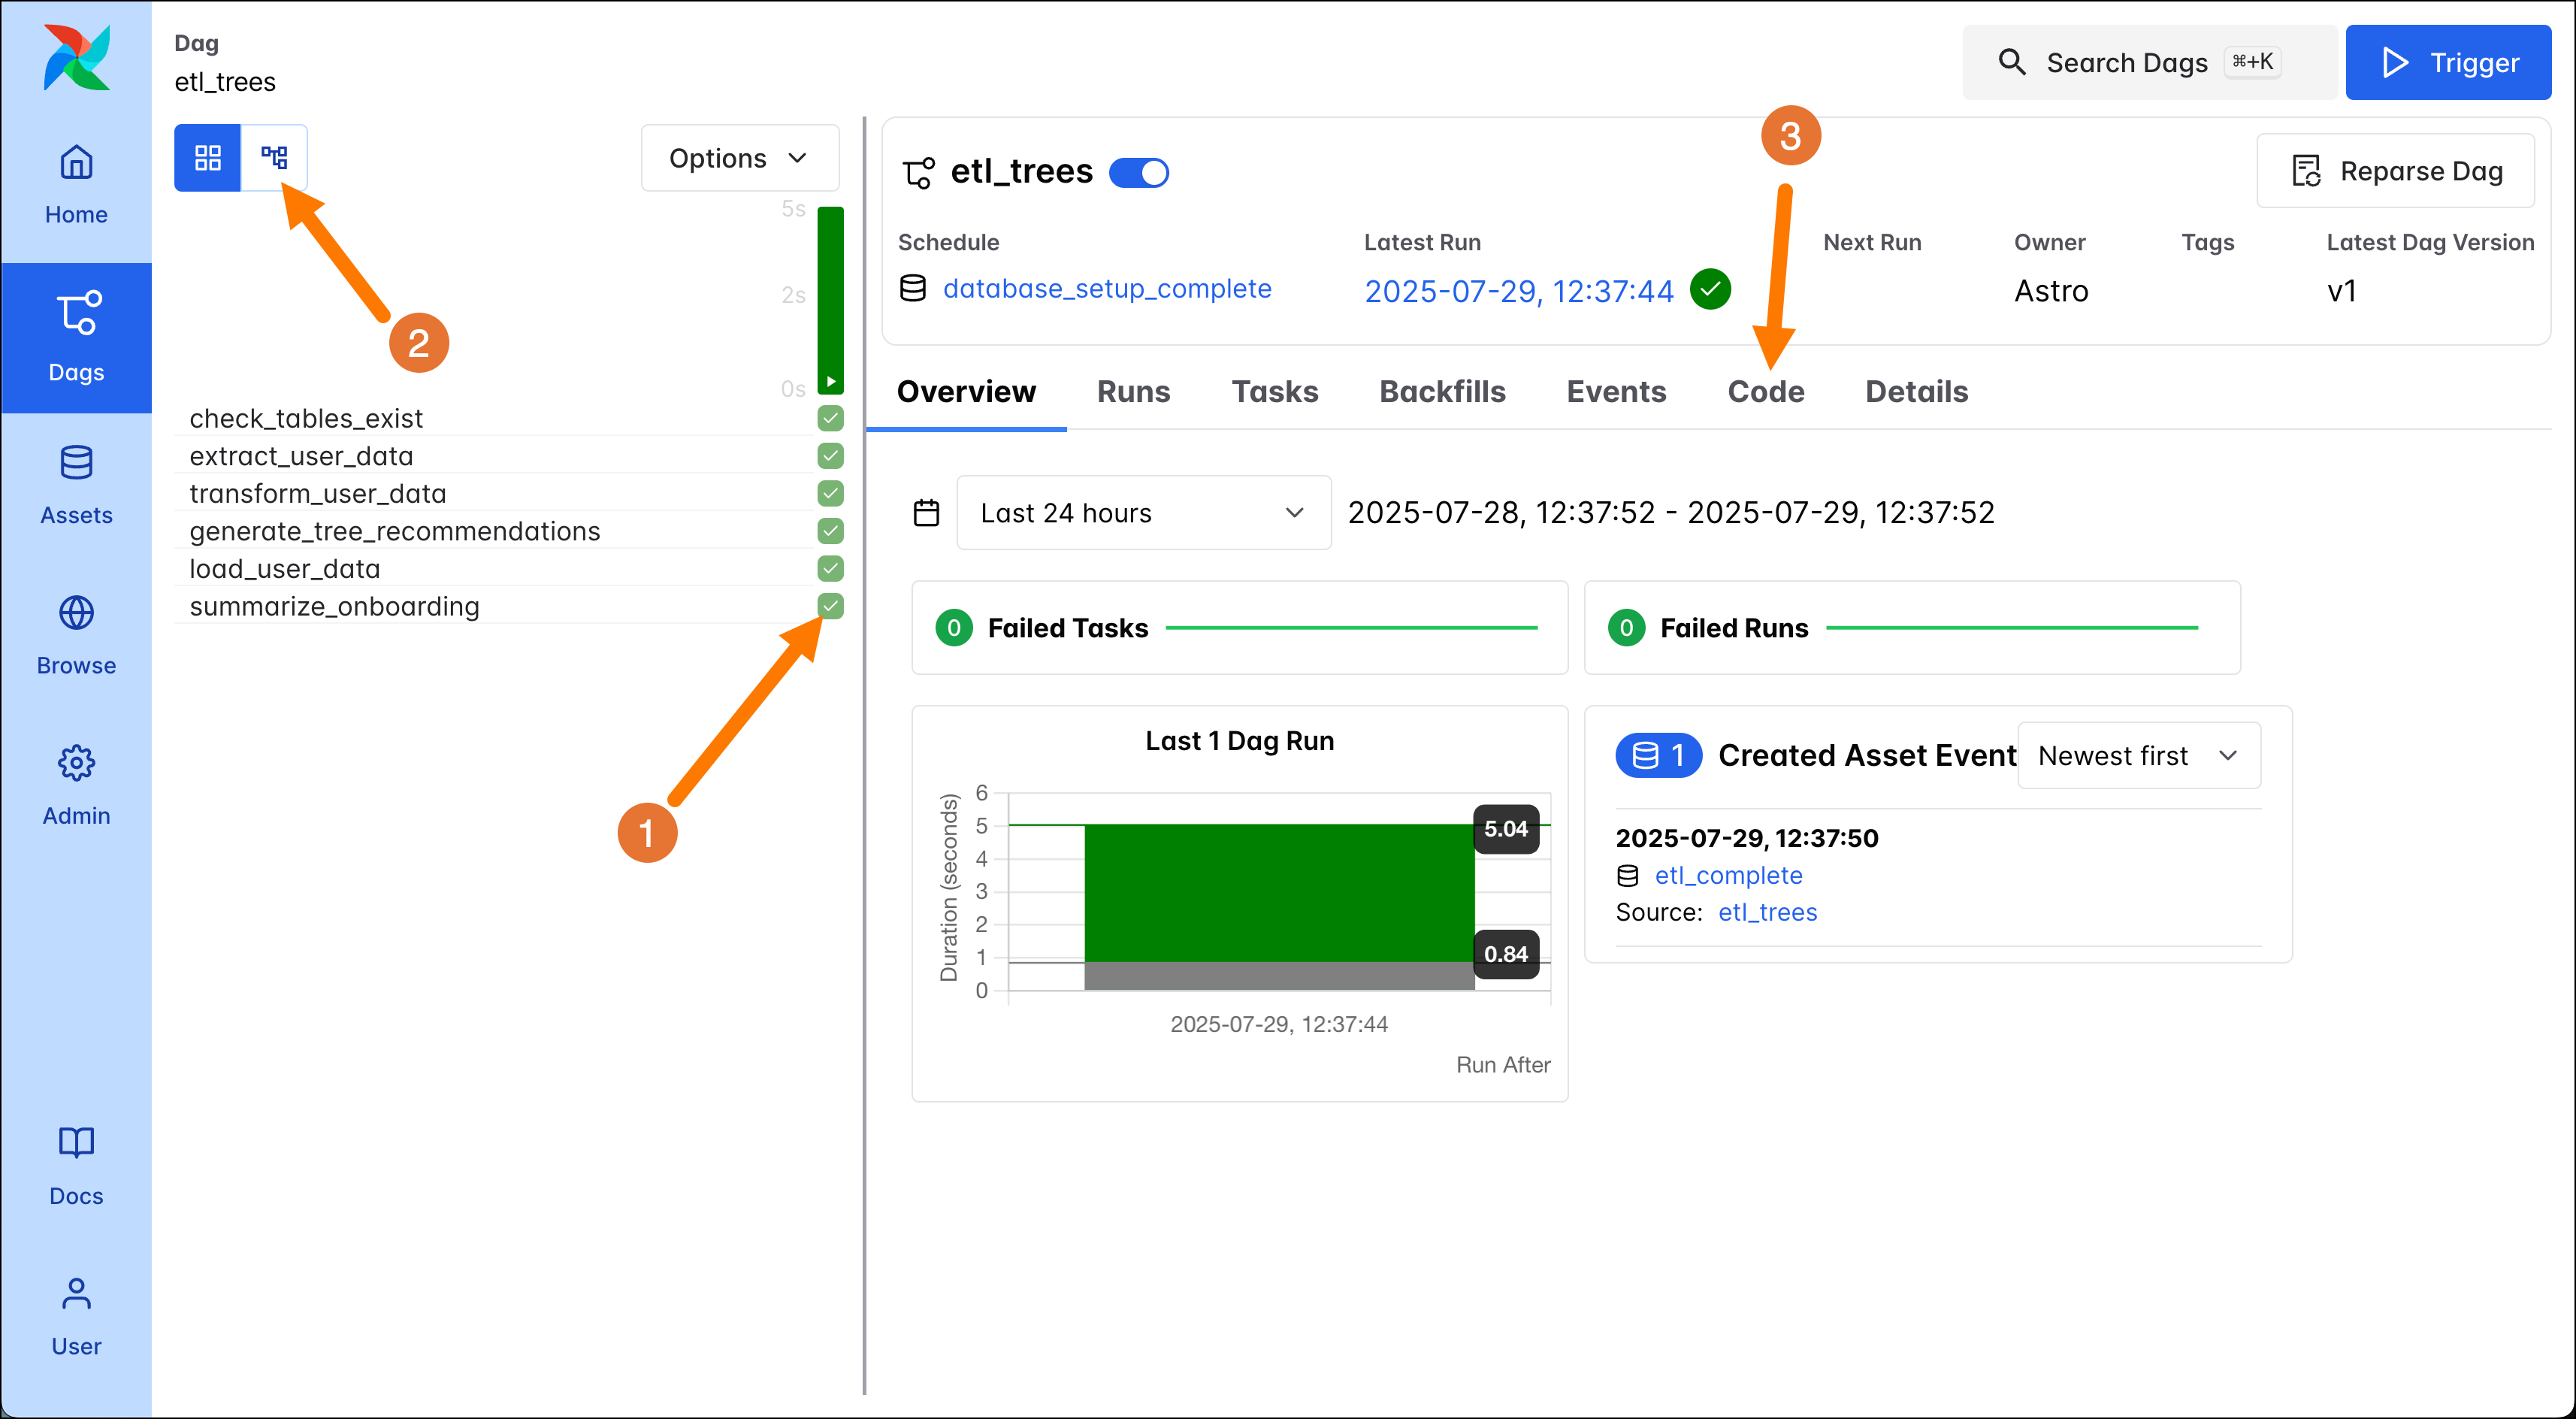 Dag
etl_trees
Search Dags ⌘+K
Trigger
Home
Dags
Assets
Browse
Admin
Docs
User
Options
5s
2s
0s
2
check_tables_exist
extract_user_data
transform_user_data
generate_tree_recommendations
load_user_data
summarize_onboarding
1
3
etl_trees
Reparse Dag
Schedule Latest Run Next Run Owner Tags Latest Dag Version
database_setup_complete 2025-07-29, 12:37:44 Astro v1
Overview Runs Tasks Backfills Events Code Details
Last 24 hours 2025-07-28, 12:37:52 - 2025-07-29, 12:37:52
0 Failed Tasks
0 Failed Runs
Last 1 Dag Run
Duration (seconds)
6
5
4
3
2
1
0
5.04
0.84
2025-07-29, 12:37:44
Run After
1 Created Asset Event
Newest first
2025-07-29, 12:37:50
etl_complete
Source: etl_trees